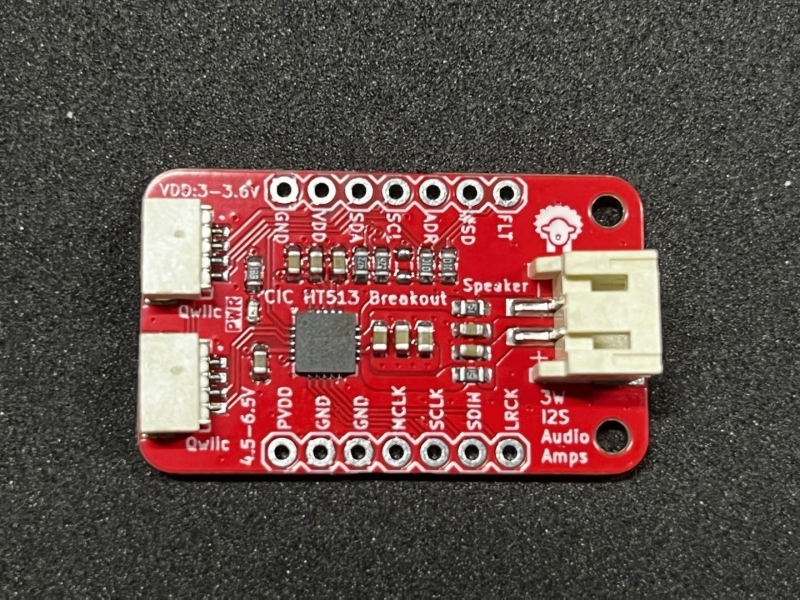 VDD:3-3.6V
GND
VDD
SDA
SCL
ADR
SD
FLT
Speaker
CIC HT513 Breakout
Qwiic
PWR
+
Qwiic
4.5-6.5V
PVDD
GND
GND
MCLK
SCLK
SDIN
LRCK
3W
I2S
Audio
Amps